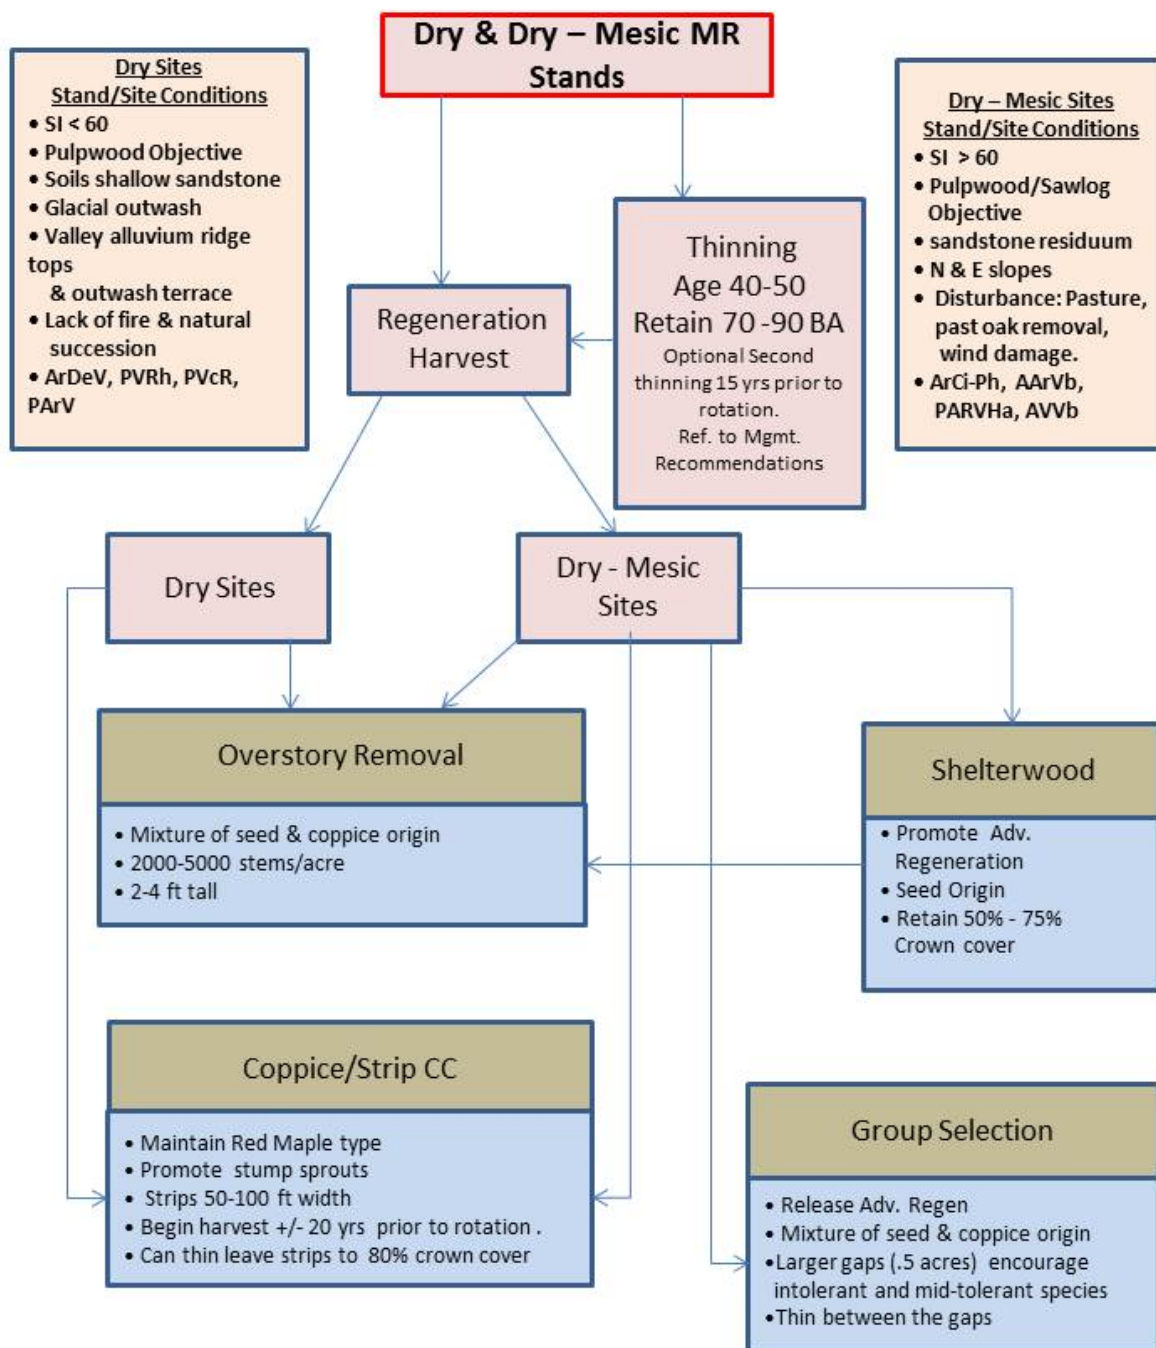 Dry & Dry – Mesic MR
Stands
Dry Sites
Stand/Site Conditions
• SI < 60
• Pulpwood Objective
• Soils shallow sandstone
• Glacial outwash
• Valley alluvium ridge
tops
& outwash terrace
• Lack of fire & natural
succession
• ArDeV, PVRh, PVcR,
PArV
Dry – Mesic Sites
Stand/Site Conditions
• SI > 60
• Pulpwood/Sawlog
Objective
• sandstone residuum
• N & E slopes
• Disturbance: Pasture,
past oak removal,
wind damage.
• ArCi-Ph, AArVb,
PARVHa, AVVb
Thinning
Age 40-50
Retain 70 -90 BA
Optional Second
thinning 15 yrs prior to
rotation.
Ref. to Mgmt.
Recommendations
Regeneration
Harvest
Dry Sites
Dry - Mesic
Sites
Overstory Removal
• Mixture of seed & coppice origin
• 2000-5000 stems/acre
• 2-4 ft tall
Shelterwood
• Promote Adv.
Regeneration
• Seed Origin
• Retain 50% - 75%
Crown cover
Coppice/Strip CC
• Maintain Red Maple type
• Promote stump sprouts
• Strips 50-100 ft width
• Begin harvest +/- 20 yrs prior to rotation .
• Can thin leave strips to 80% crown cover
Group Selection
• Release Adv. Regen
• Mixture of seed & coppice origin
•Larger gaps (.5 acres) encourage
intolerant and mid-tolerant species
•Thin between the gaps